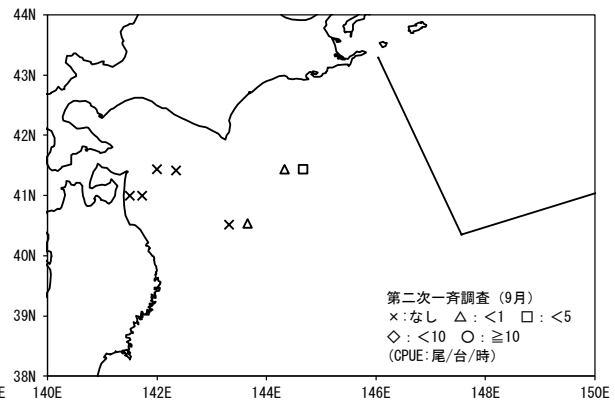 44N
43N
42N
41N
40N
39N
38N
第二次一斉調査（9月）
×：なし △：＜1 □：＜5
◇：＜10 ○：≧10
(CPUE：尾/台/時)
E 140E 142E 144E 146E 148E 150E